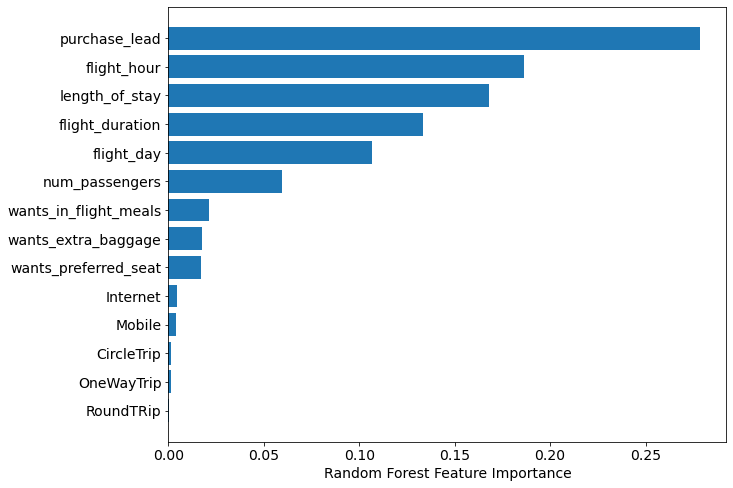 purchase_lead
flight_hour
length_of_stay
flight_duration
flight_day
num_passengers
wants_in_flight_meals
wants_extra_baggage
wants_preferred_seat
Internet
Mobile
CircleTrip
OneWayTrip
RoundTRip
0.00 0.05 0.10 0.15 0.20 0.25
Random Forest Feature Importance